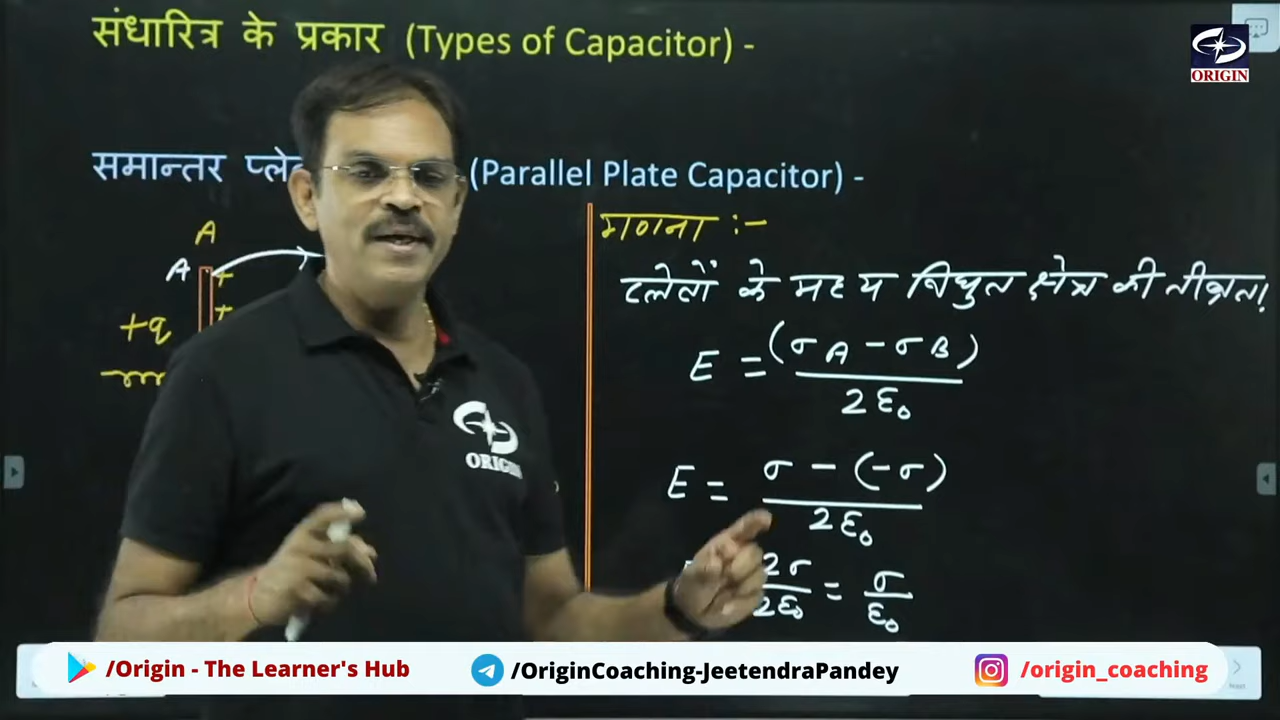 संधारित्र के प्रकार (Types of Capacitor) -
ORIGIN
समान्तर प्ले (Parallel Plate Capacitor) -
A
A
+
+
+q
गणना :-
प्लेटों के मध्य विद्युत क्षेत्र की तीव्रता
E = (σA - σB) / 2ε₀
E = σ - (-σ) / 2ε₀
2σ / 2ε₀ = σ / ε₀
ORIGIN
/Origin - The Learner's Hub
/OriginCoaching-JeetendraPandey
/origin_coaching
Next